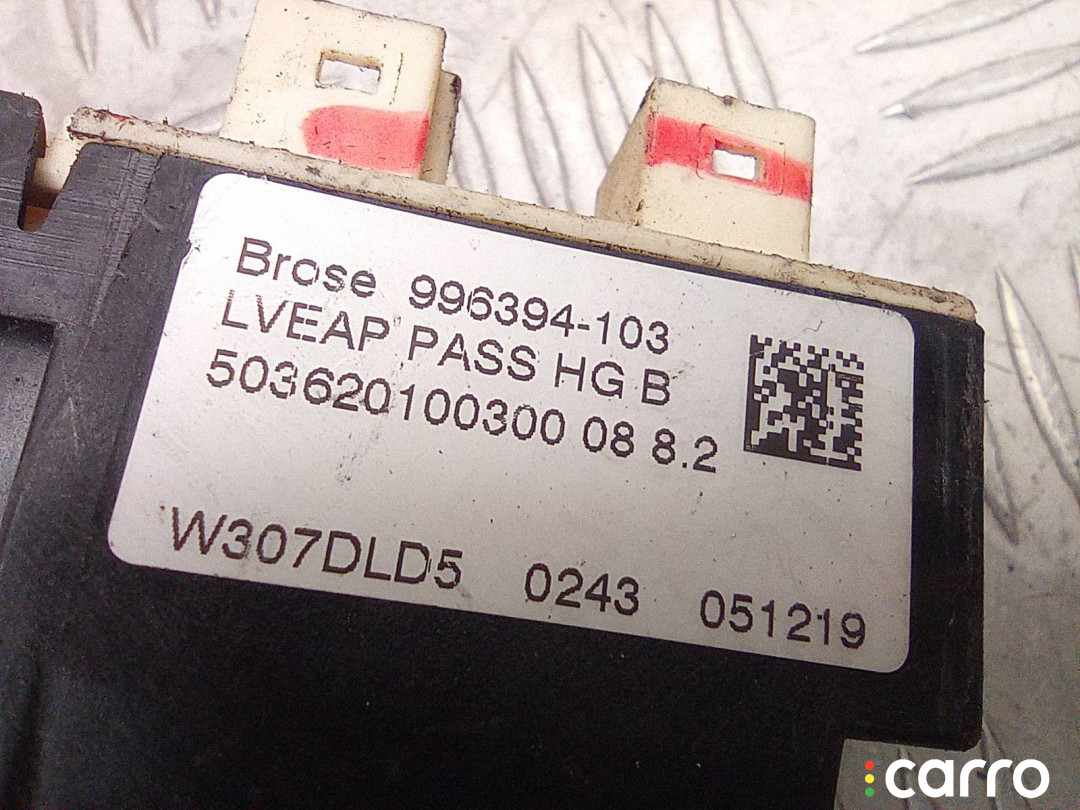 Brose 996394-103
LVEAP PASS HG B
503620100300 08 8.2
W307DLD5 0243 051219
carro